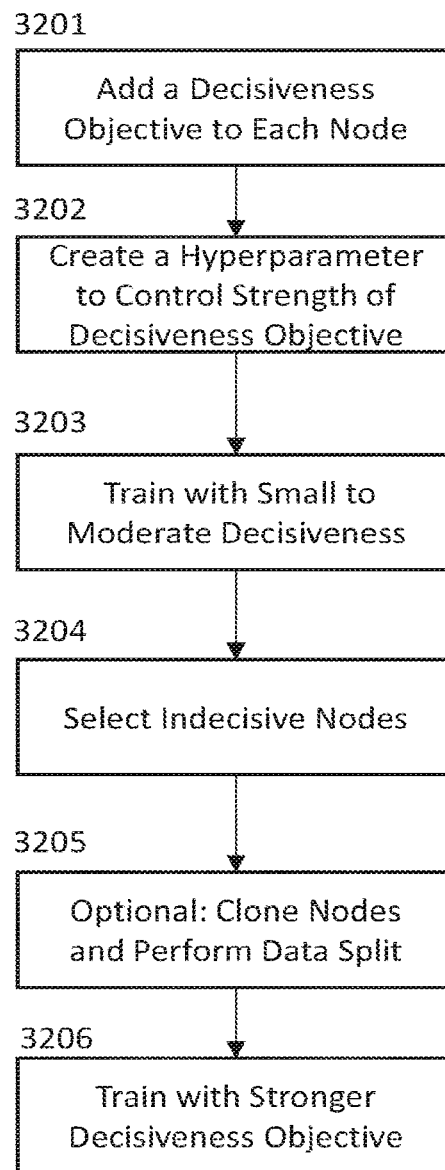 3201
Add a Decisiveness
Objective to Each Node
3202
Create a Hyperparameter
to Control Strength of
Decisiveness Objective
3203
Train with Small to
Moderate Decisiveness
3204
Select Indecisive Nodes
3205
Optional: Clone Nodes
and Perform Data Split
3206
Train with Stronger
Decisiveness Objective